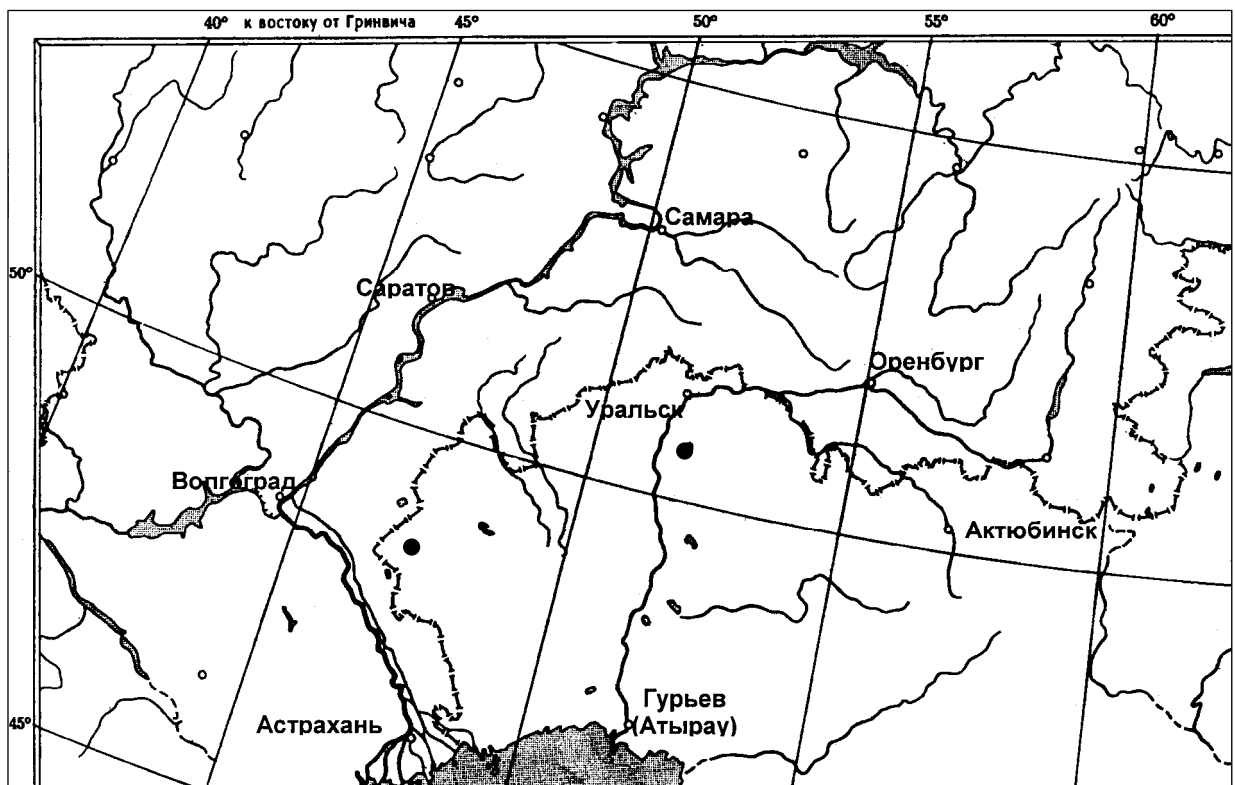 40° к востоку от Гринвича 45° 50° 55° 60°
Самара
50°
Саратов
Оренбург
Уральск
Волгоград
Актюбинск
Гурьев
(Атырау)
Астрахань
45°